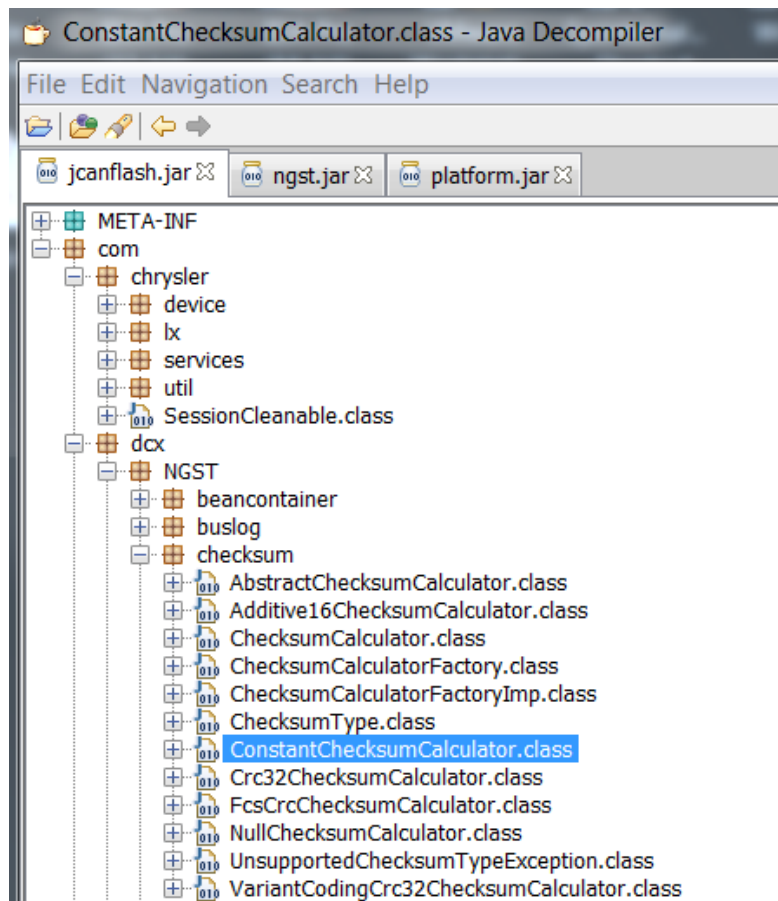 ConstantChecksumCalculator.class - Java Decompiler
File Edit Navigation Search Help
jcanflash.jar ngst.jar platform.jar
META-INF
com
chrysler
device
lx
services
util
SessionCleanable.class
dcx
NGST
beancontainer
buslog
checksum
AbstractChecksumCalculator.class
Additive16ChecksumCalculator.class
ChecksumCalculator.class
ChecksumCalculatorFactory.class
ChecksumCalculatorFactoryImp.class
ChecksumType.class
ConstantChecksumCalculator.class
Crc32ChecksumCalculator.class
FcsCrcChecksumCalculator.class
NullChecksumCalculator.class
UnsupportedChecksumTypeException.class
VariantCodingCrc32ChecksumCalculator.class